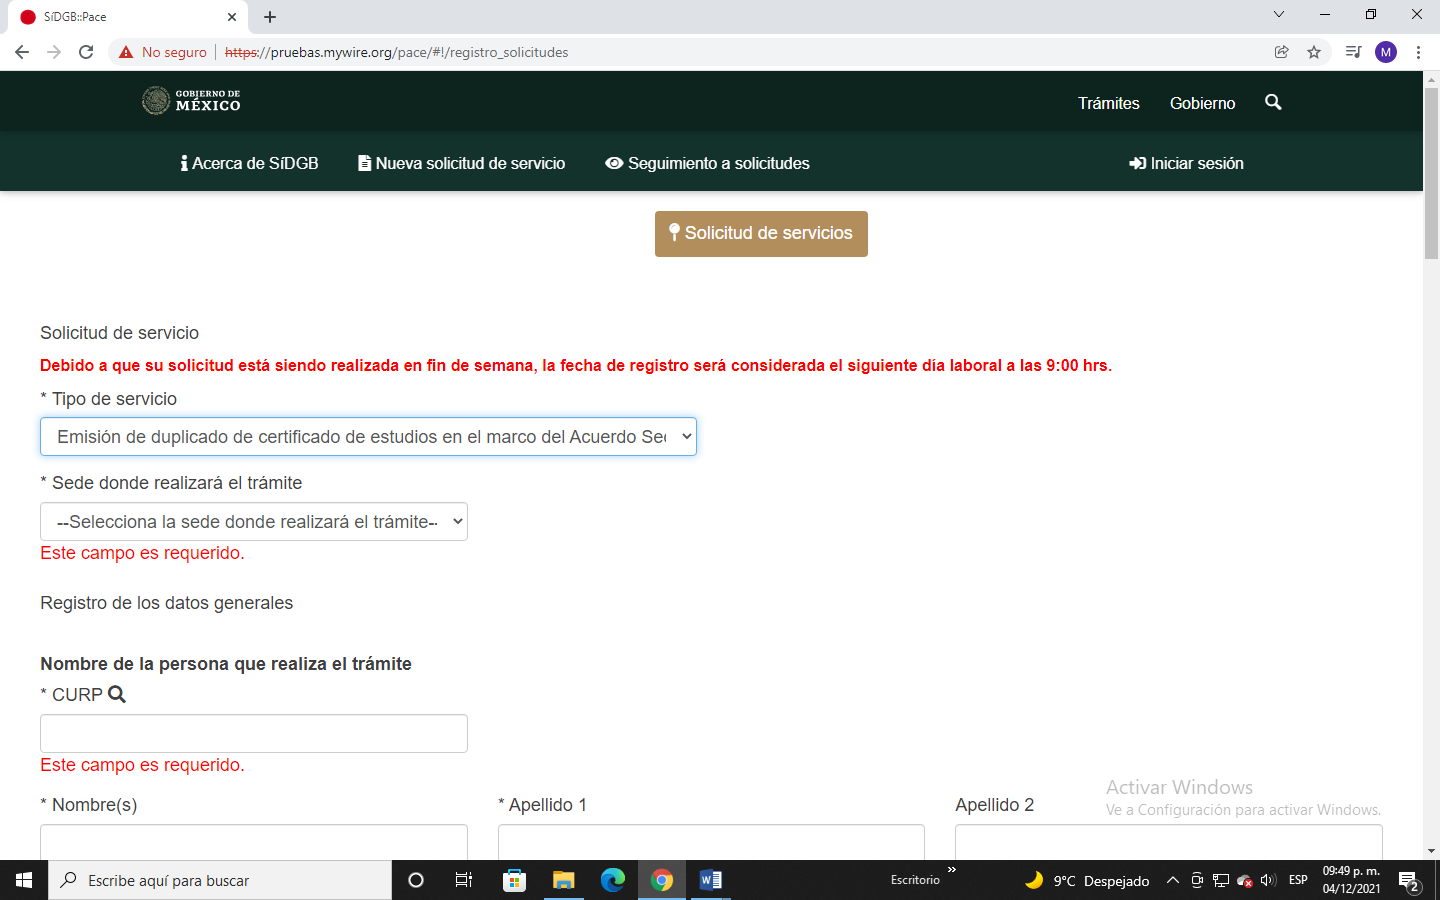 SíDGB::Pace
No seguro
https://pruebas.mywire.org/pace/#!/registro_solicitudes
M
GOBIERNO DE
MÉXICO
Trámites
Gobierno
Acerca de SíDGB
Nueva solicitud de servicio
Seguimiento a solicitudes
Iniciar sesión
Solicitud de servicios
Solicitud de servicio
Debido a que su solicitud está siendo realizada en fin de semana, la fecha de registro será considerada el siguiente día laboral a las 9:00 hrs.
* Tipo de servicio
Emisión de duplicado de certificado de estudios en el marco del Acuerdo Sec
* Sede donde realizará el trámite
--Selecciona la sede donde realizará el trámite--
Este campo es requerido.
Registro de los datos generales
Nombre de la persona que realiza el trámite
* CURP
Este campo es requerido.
* Nombre(s)
* Apellido 1
Apellido 2
Activar Windows
Ve a Configuración para activar Windows.
Escribe aquí para buscar
Escritorio
9°C Despejado
ESP
09:49 p. m.
04/12/2021
2